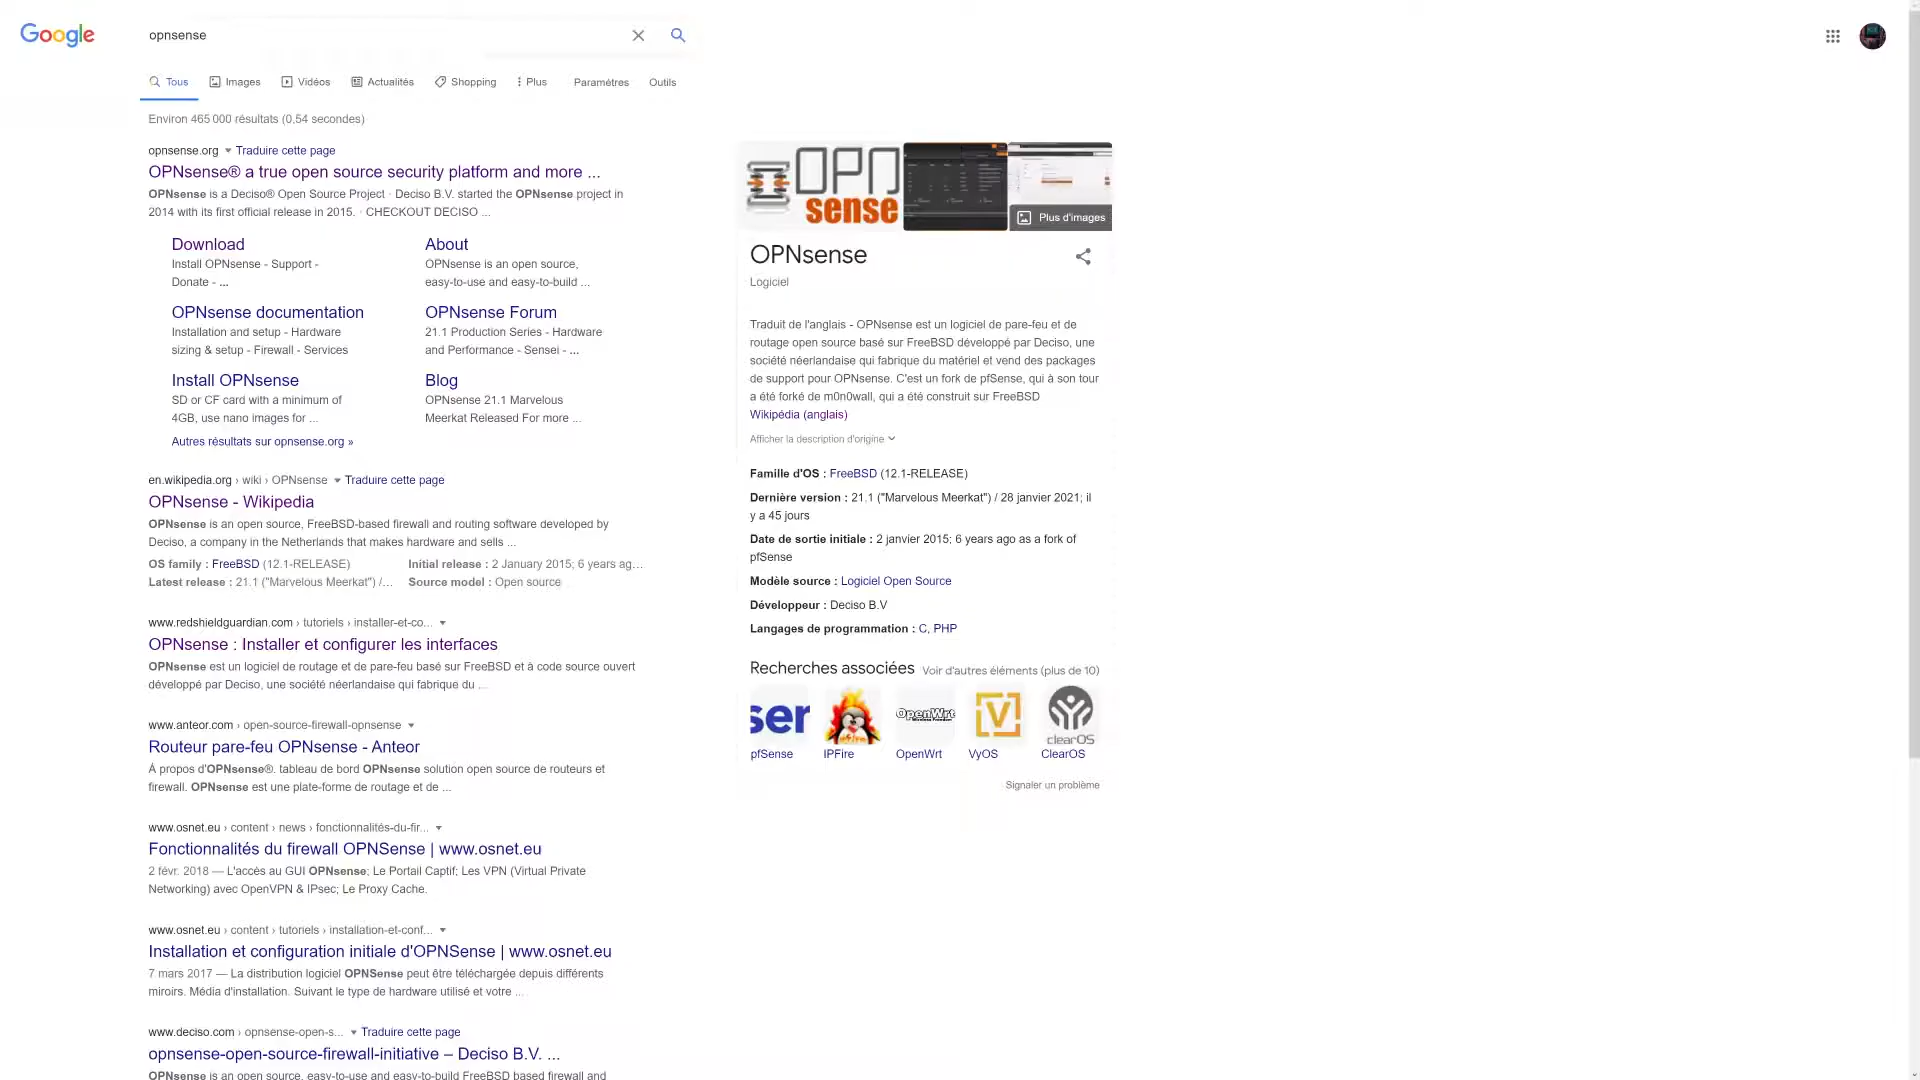 Google
opnsense
Tous
Images
Vidéos
Actualités
Shopping
Plus
Paramètres
Outils
Environ 465 000 résultats (0,54 secondes)
opnsense.org Traduire cette page
OPNsense® a true open source security platform and more ...
OPNsense is a Deciso® Open Source Project · Deciso B.V. started the OPNsense project in
2014 with its first official release in 2015. · CHECKOUT DECISO ...
Download
Install OPNsense - Support -
Donate - ...
About
OPNsense is an open source,
easy-to-use and easy-to-build ...
OPNsense documentation
Installation and setup - Hardware
sizing & setup - Firewall - Services
OPNsense Forum
21.1 Production Series - Hardware
and Performance - Sensei - ...
Install OPNsense
SD or CF card with a minimum of
4GB, use nano images for ...
Blog
OPNsense 21.1 Marvelous
Meerkat Released For more ...
Autres résultats sur opnsense.org »
en.wikipedia.org › wiki › OPNsense Traduire cette page
OPNsense - Wikipedia
OPNsense is an open source, FreeBSD-based firewall and routing software developed by
Deciso, a company in the Netherlands that makes hardware and sells ...
OS family : FreeBSD (12.1-RELEASE)
Initial release : 2 January 2015; 6 years ag...
Latest release : 21.1 ("Marvelous Meerkat") /...
Source model : Open source
www.redshieldguardian.com › tutoriels › installer-et-co...
OPNsense : Installer et configurer les interfaces
OPNsense est un logiciel de routage et de pare-feu basé sur FreeBSD et à code source ouvert
développé par Deciso, une société néerlandaise qui fabrique du ...
www.anteor.com › open-source-firewall-opnsense
Routeur pare-feu OPNsense - Anteor
À propos d'OPNsense®. tableau de bord OPNsense solution open source de routeurs et
firewall. OPNsense est une plate-forme de routage et de ...
www.osnet.eu › content › news › fonctionnalités-du-fir...
Fonctionnalités du firewall OPNSense | www.osnet.eu
2 févr. 2018 — L'accès au GUI OPNsense; Le Portail Captif; Les VPN (Virtual Private
Networking) avec OpenVPN & IPsec; Le Proxy Cache.
www.osnet.eu › content › tutoriels › installation-et-conf...
Installation et configuration initiale d'OPNSense | www.osnet.eu
7 mars 2017 — La distribution logiciel OPNSense peut être téléchargée depuis différents
miroirs. Média d'installation. Suivant le type de hardware utilisé et votre ...
www.deciso.com › opnsense-open-s... Traduire cette page
opnsense-open-source-firewall-initiative – Deciso B.V. ...
OPNsense is an open source, easy-to-use and easy-to-build FreeBSD based firewall and
OPN
sense
Plus d'images
OPNsense
Logiciel
Traduit de l'anglais - OPNsense est un logiciel de pare-feu et de
routage open source basé sur FreeBSD développé par Deciso, une
société néerlandaise qui fabrique du matériel et vend des packages
de support pour OPNsense. C'est un fork de pfSense, qui à son tour
a été forké de m0n0wall, qui a été construit sur FreeBSD
Wikipédia (anglais)
Afficher la description d'origine
Famille d'OS : FreeBSD (12.1-RELEASE)
Dernière version : 21.1 ("Marvelous Meerkat") / 28 janvier 2021; il
y a 45 jours
Date de sortie initiale : 2 janvier 2015; 6 years ago as a fork of
pfSense
Modèle source : Logiciel Open Source
Développeur : Deciso B.V
Langages de programmation : C, PHP
Recherches associées Voir d'autres éléments (plus de 10)
ser
OpenWrt
Wireless Freedom
clearOS
pfSense
IPFire
OpenWrt
VyOS
ClearOS
Signaler un problème